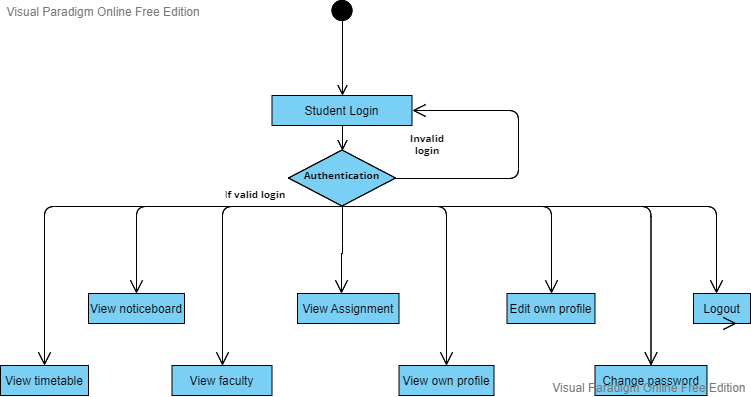 Visual Paradigm Online Free Edition
Student Login
Invalid
login
Authentication
If valid login
View noticeboard
View Assignment
Edit own profile
Logout
View timetable
View faculty
View own profile
Change password
Visual Paradigm Online Free Edition